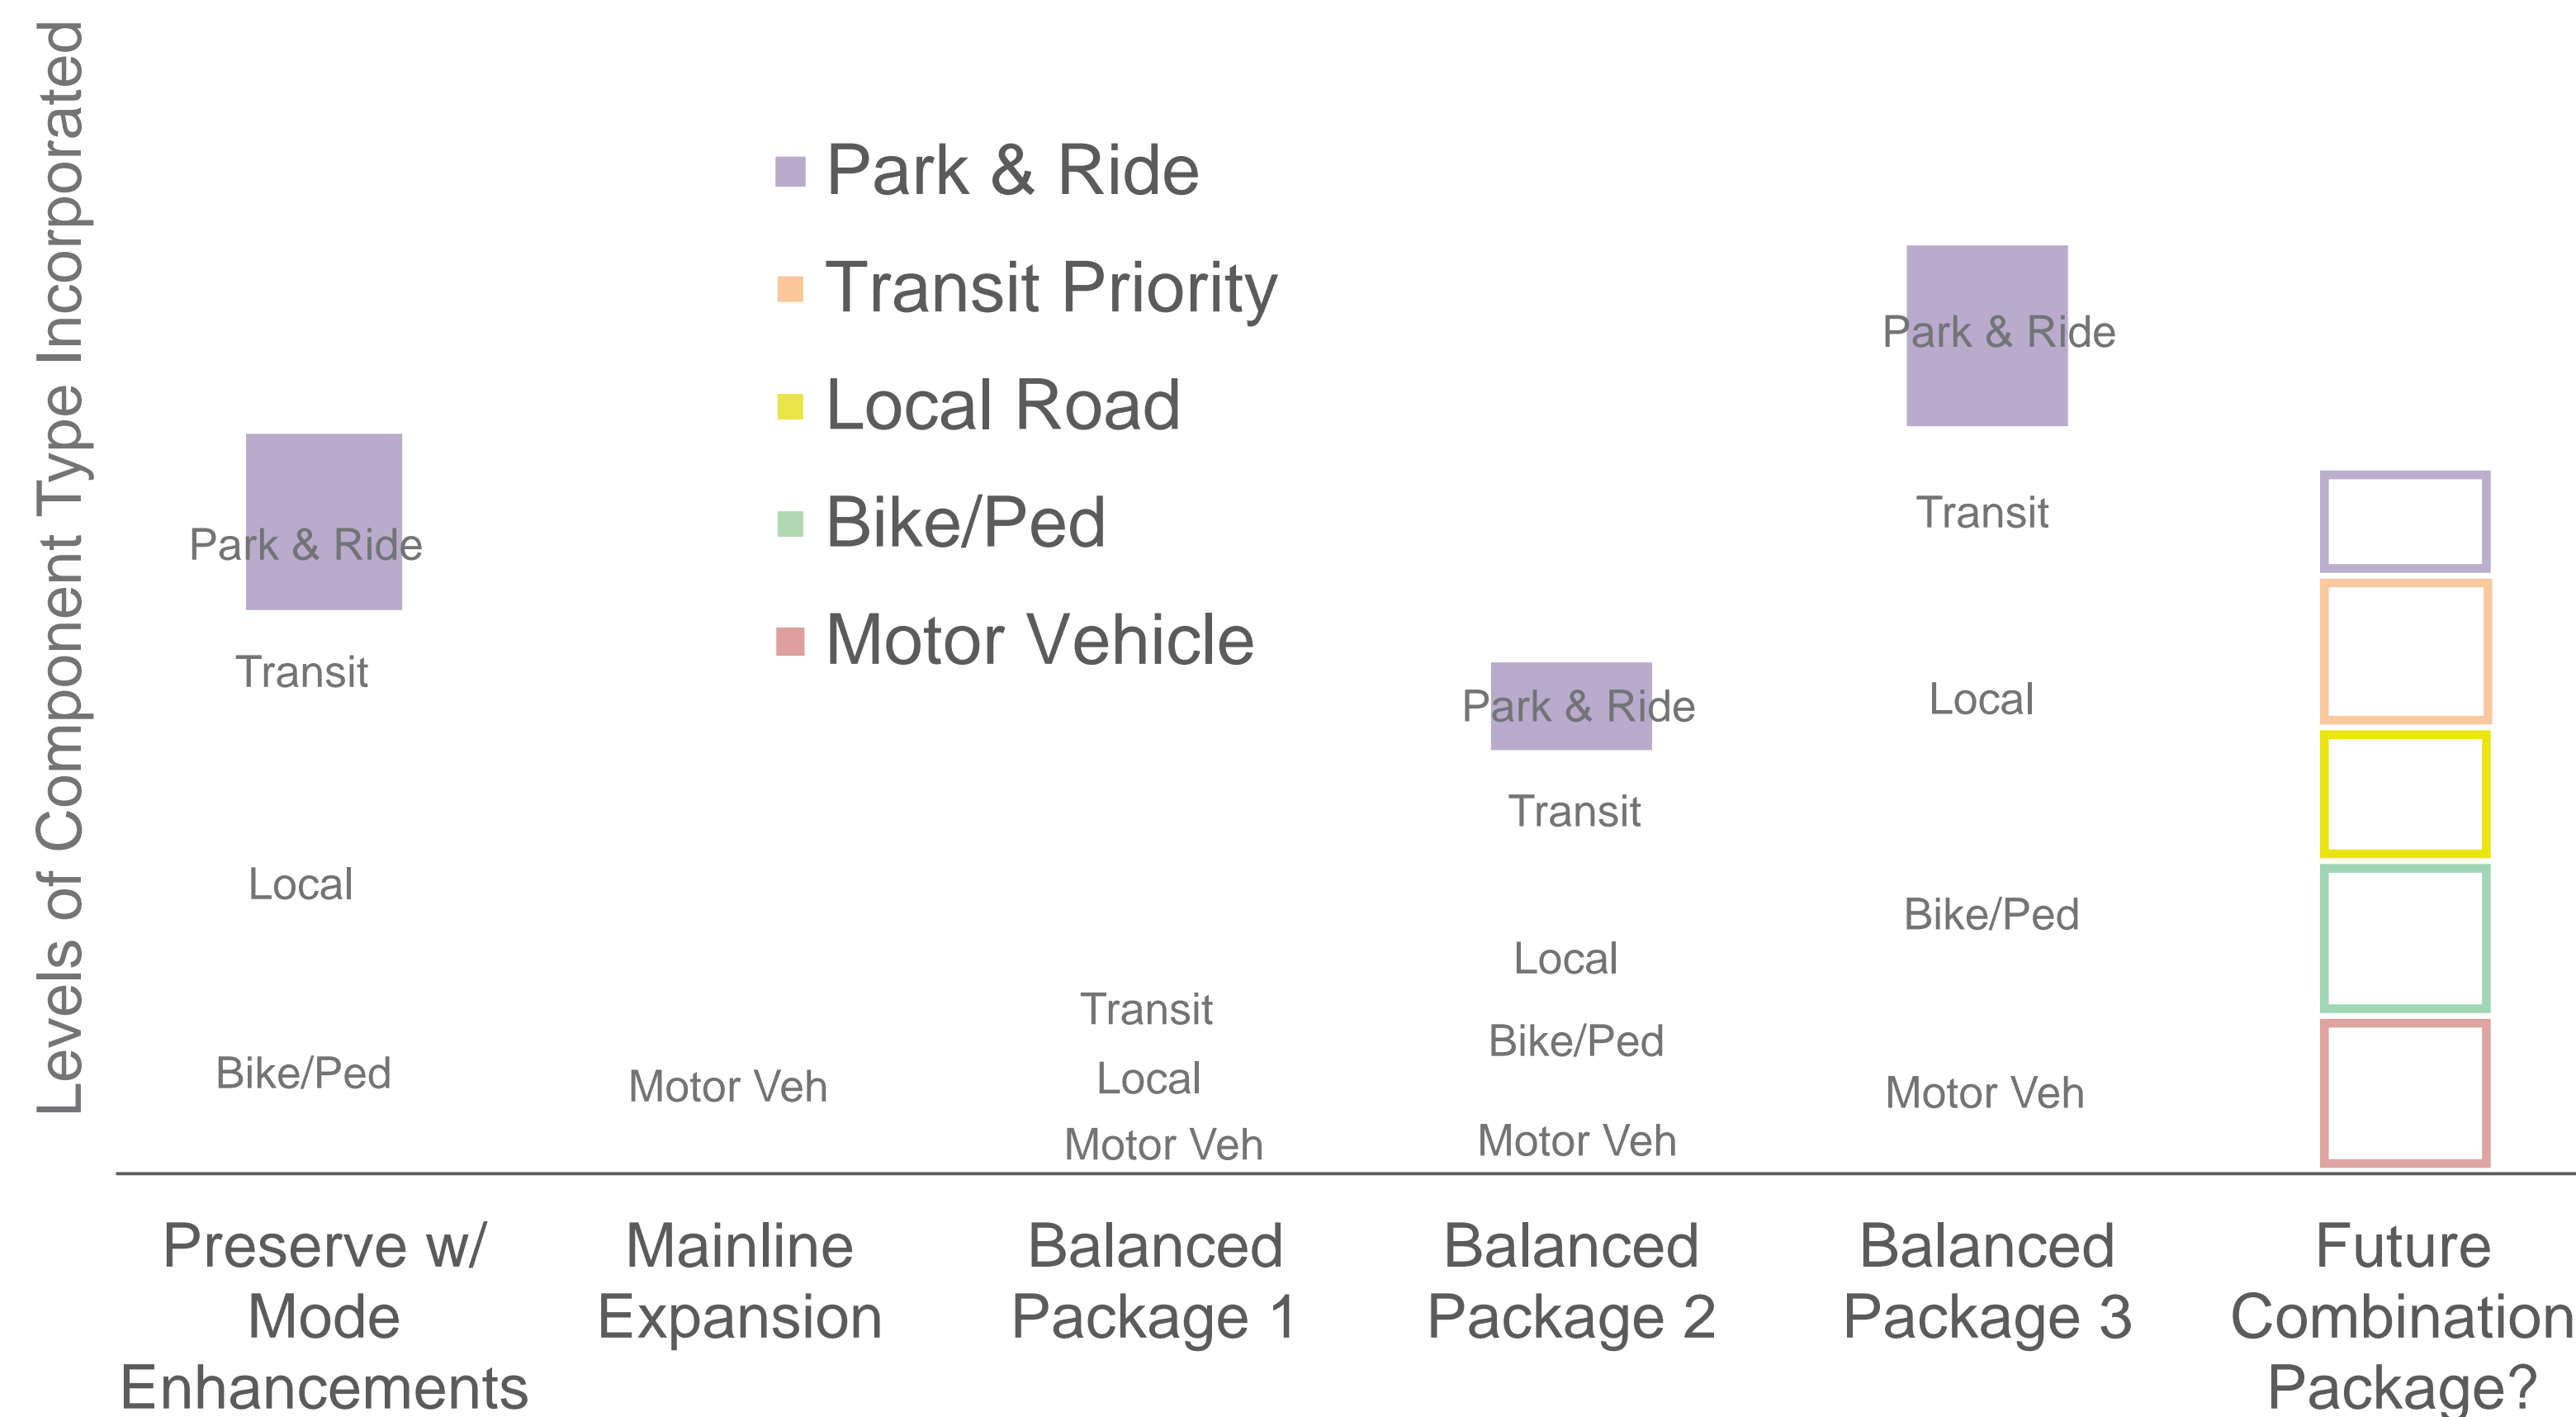 Levels of Component Type Incorporated
Park & Ride
Transit Priority
Local Road
Bike/Ped
Motor Vehicle
Park & Ride
Transit
Local
Bike/Ped
Motor Veh
Transit
Local
Motor Veh
Park & Ride
Transit
Local
Bike/Ped
Motor Veh
Park & Ride
Transit
Local
Bike/Ped
Motor Veh
Preserve w/
Mode
Enhancements
Mainline
Expansion
Balanced
Package 1
Balanced
Package 2
Balanced
Package 3
Future
Combination
Package?